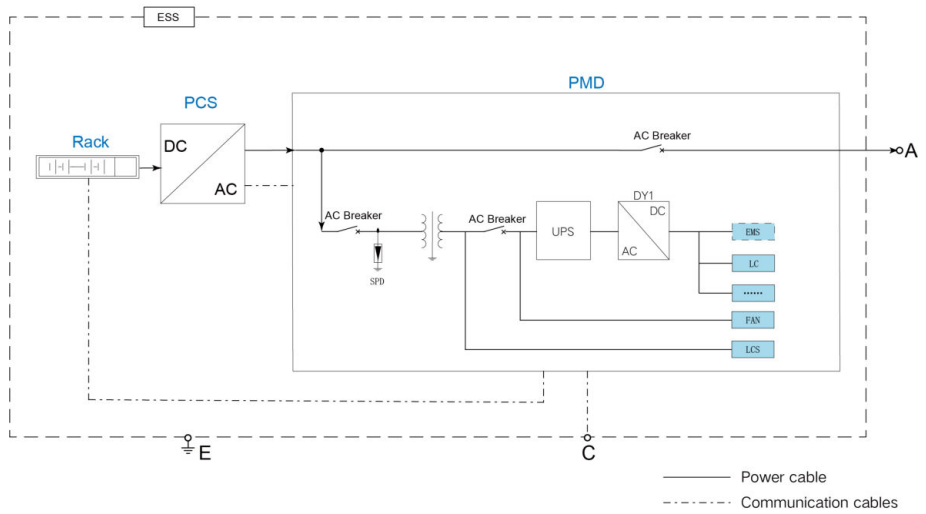 ESS
PMD
PCS
Rack
DC
AC
AC Breaker
A
AC Breaker
SPD
AC Breaker
UPS
DY1
DC
AC
EMS
LC
······
FAN
LCS
E
C
Power cable
Communication cables